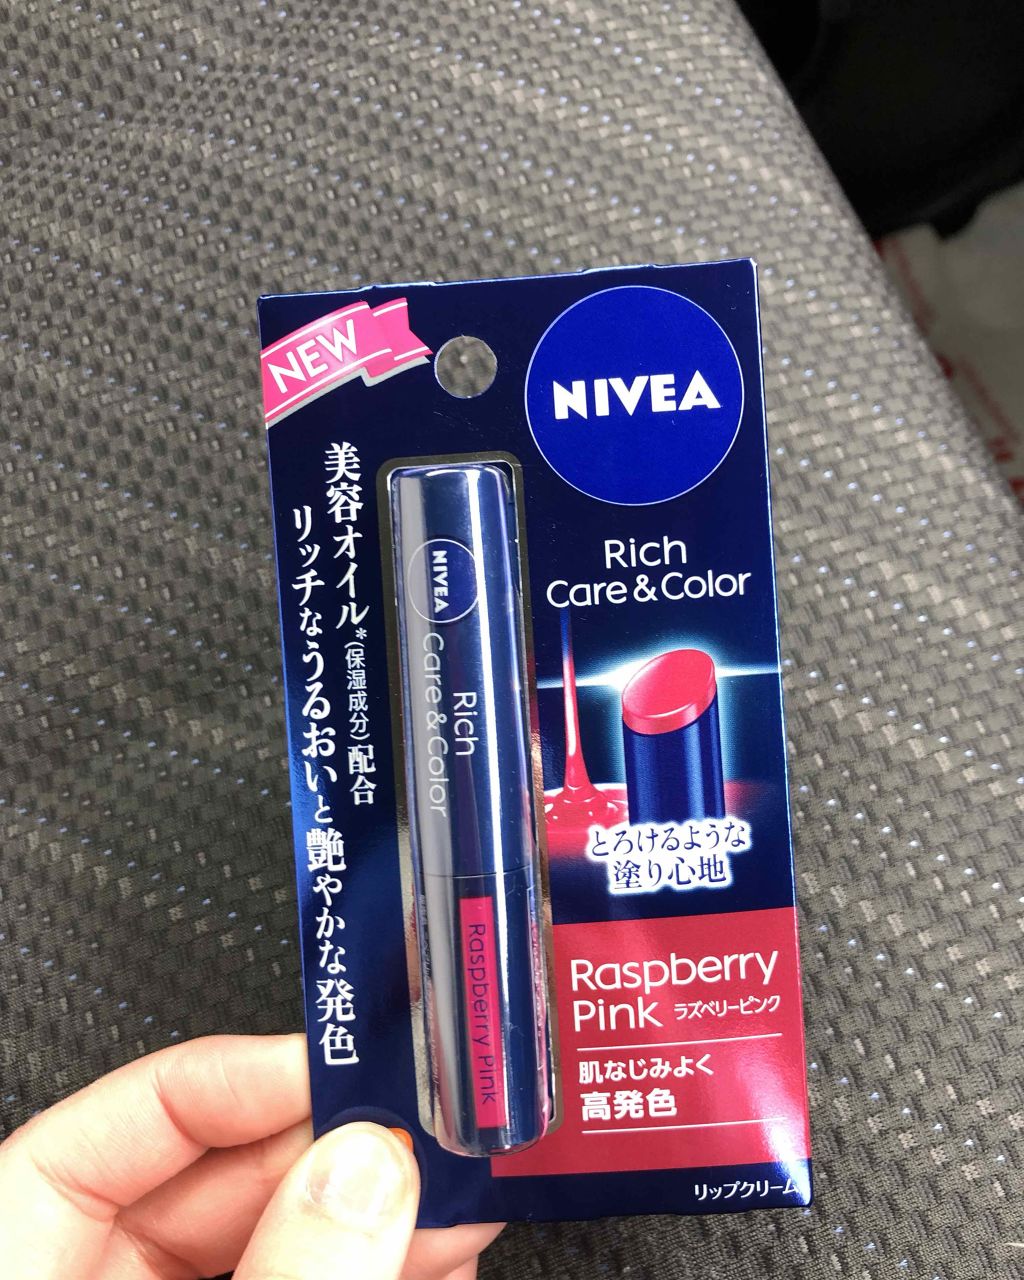 NEW
NIVEA
Rich
Care & Color
美容オイル*(保湿成分)配合
リッチなうるおいと艶やかな発色
NIVEA
Rich
Care & Color
Raspberry Pink
とろけるような
塗り心地
Raspberry
Pink ラズベリーピンク
肌なじみよく
高発色
リップクリーム